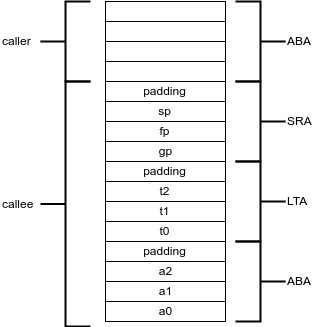 caller
ABA
padding
sp
SRA
fp
gp
padding
t2
callee
LTA
t1
t0
padding
a2
ABA
a1
a0